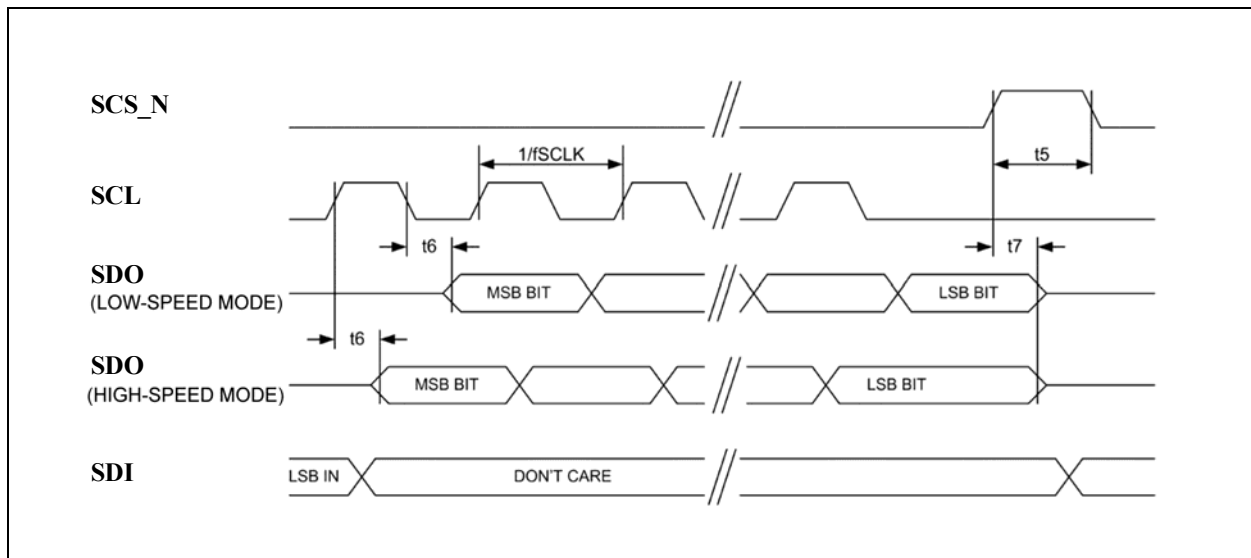 SCS_N
1/fSCLK
t5
SCL
t6
t7
SDO
(LOW-SPEED MODE)
MSB BIT
LSB BIT
t6
SDO
(HIGH-SPEED MODE)
MSB BIT
LSB BIT
SDI
LSB IN
DON'T CARE